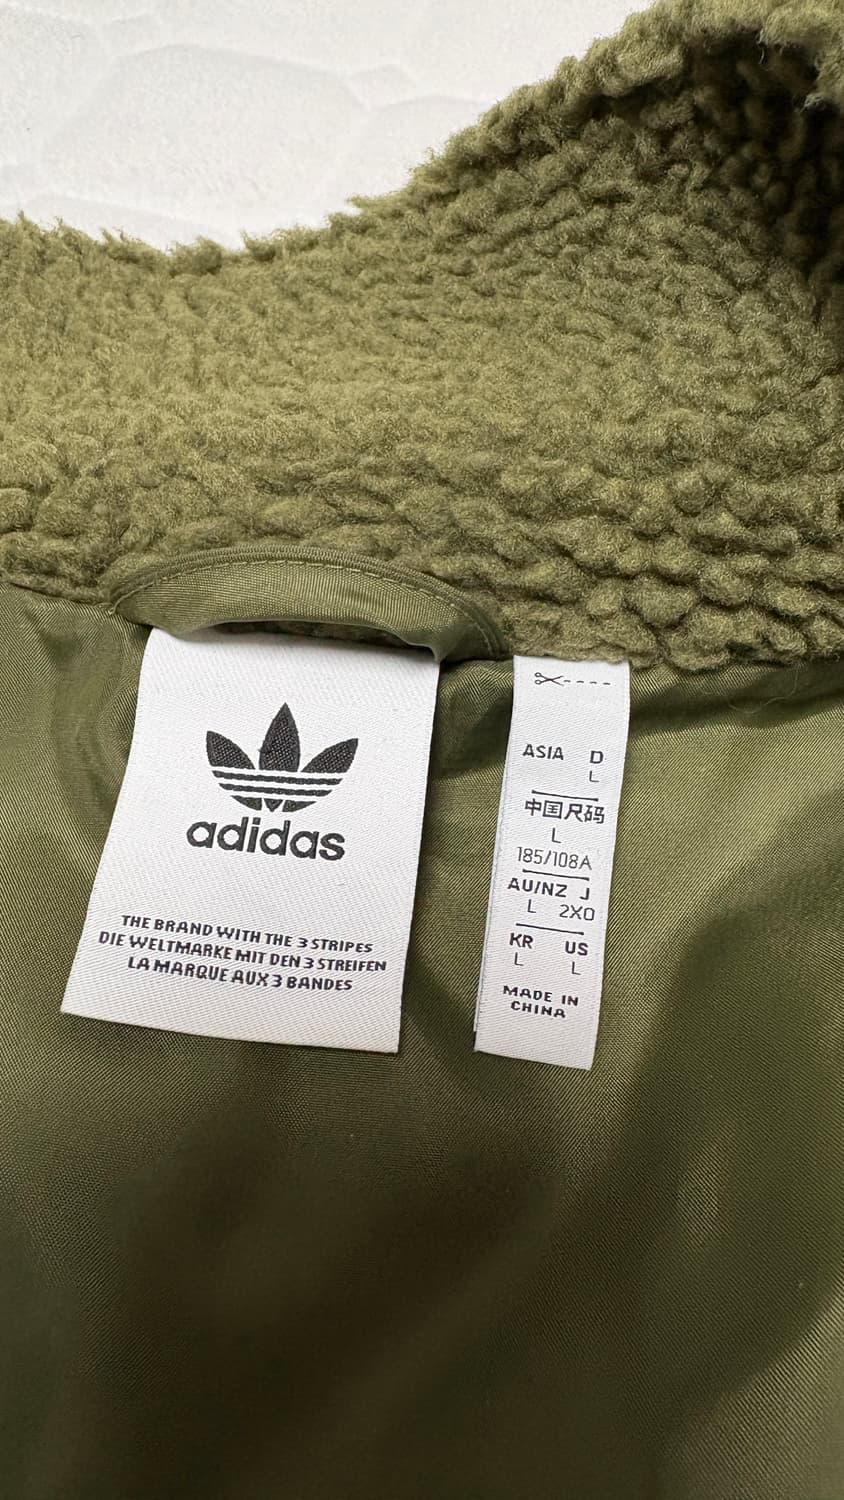 adidas
THE BRAND WITH THE 3 STRIPES
DIE WELTMARKE MIT DEN 3 STREIFEN
LA MARQUE AUX 3 BANDES
ASIA D
L
中国尺码
L
185/108A
AU/NZ J
L 2XO
KR US
L L
MADE IN
CHINA